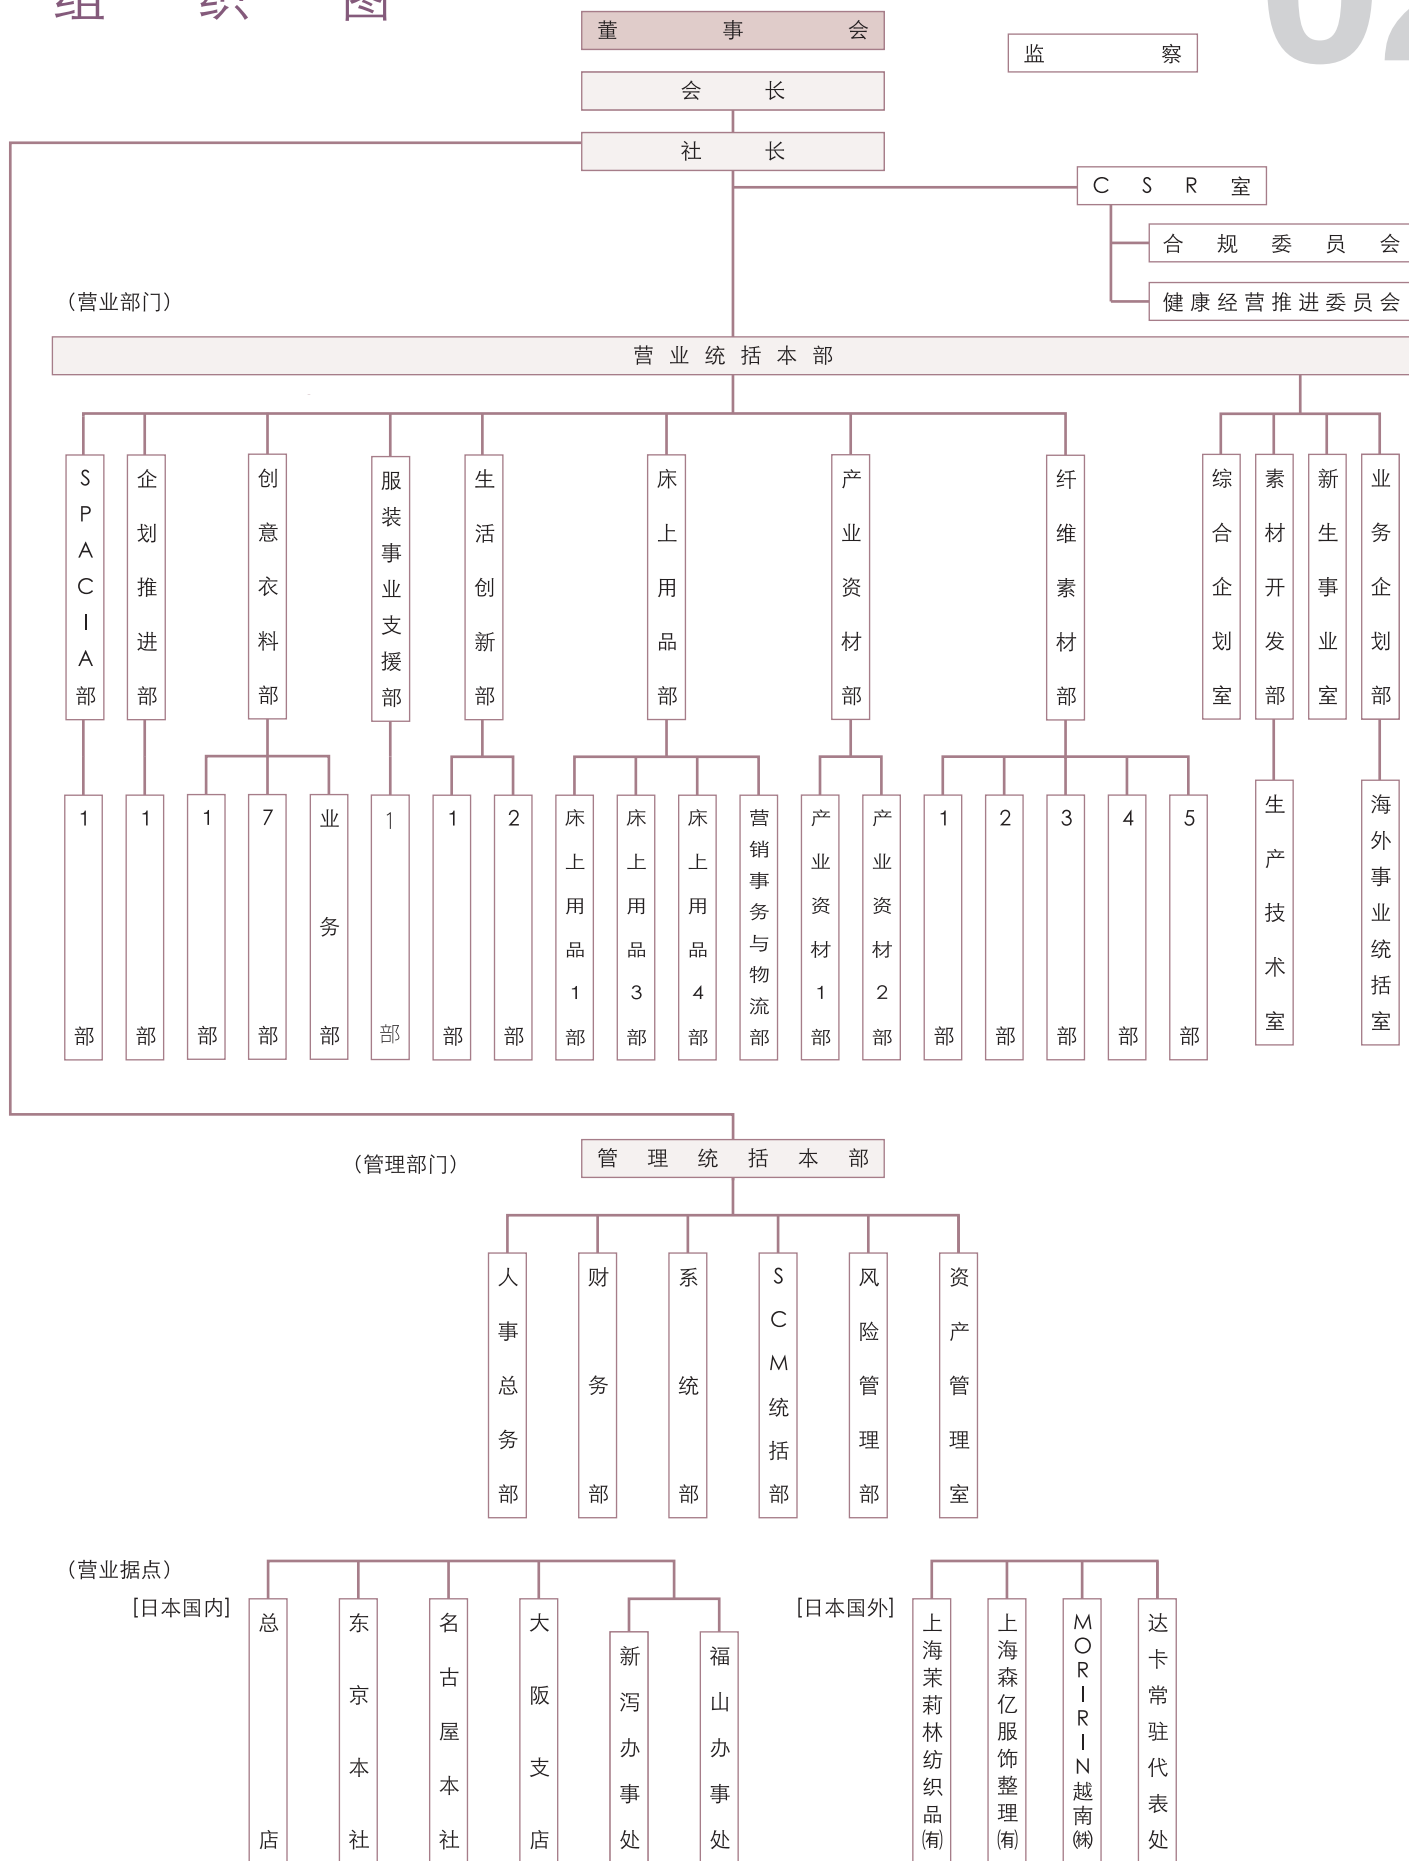 组织图
02
董事会
监察
会长
社长
CSR室
合规委员会
健康经营推进委员会
（营业部门）
营业统括本部
SPACIA部
企划推进部
创意衣料部
服装事业支援部
生活创新部
床上用品部
产业资材部
纤维素材部
综合企划室
素材开发部
新生事业室
业务企划部
1部
1部
1部
7部
业务部
1部
1部
2部
床上用品1部
床上用品3部
床上用品4部
营销事务与物流部
产业资材1部
产业资材2部
1部
2部
3部
4部
5部
生产技术室
海外事业统括室
（管理部门）
管理统括本部
人事总务部
财务部
系统部
SCM统括部
风险管理部
资产管理室
（营业据点）
[日本国内]
总店
东京本社
名古屋本社
大阪支店
新泻办事处
福山办事处
[日本国外]
上海茉莉林纺织品(有)
上海森亿服饰整理(有)
MORIRIN越南(株)
达卡常驻代表处